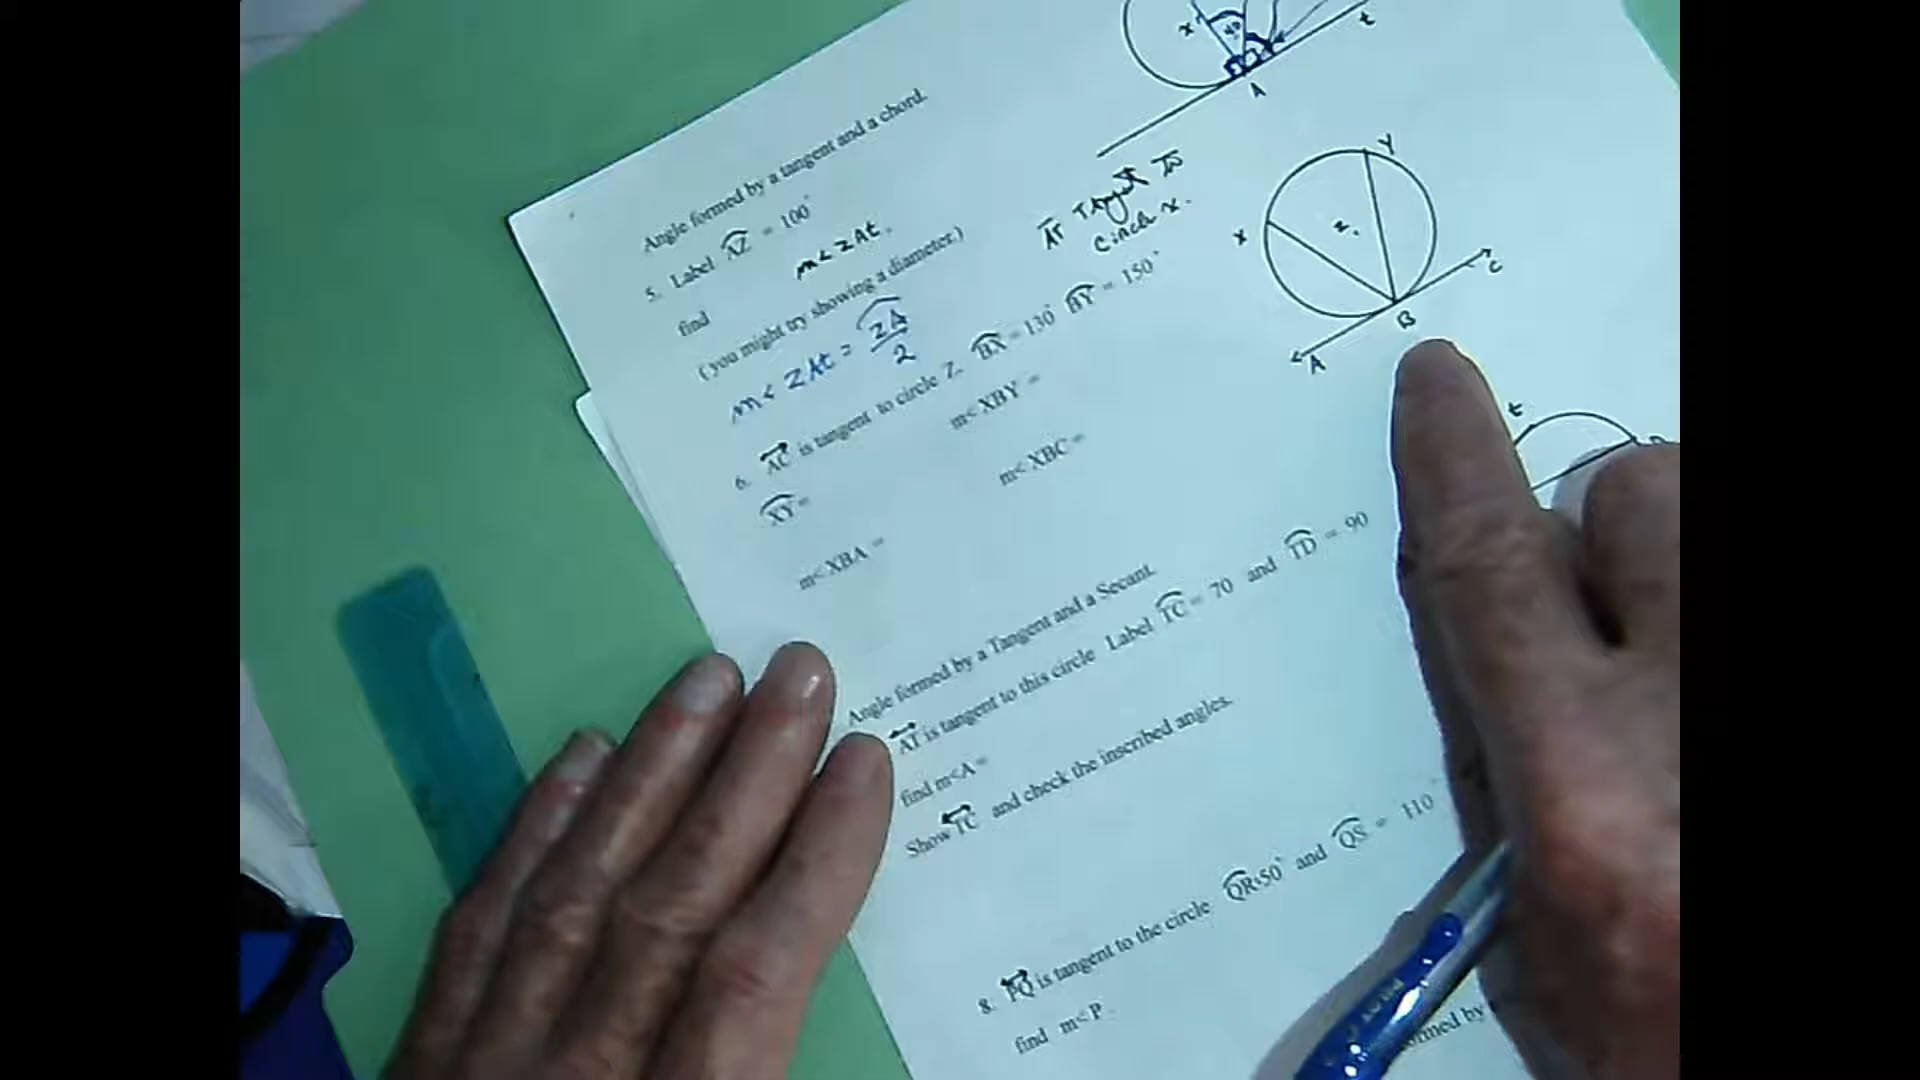 Angle formed by a tangent and a chord.
5. Label AZ = 100°
find m< ZAt.
(you might try showing a diameter.)
m< ZAt = ZA
2
AT Tangent To
Circle X.
6. AC is tangent to circle Z. BX = 130° BY = 150°
XY =
m< XBY =
m< XBA =
m< XBC =
Angle formed by a Tangent and a Secant.
AT is tangent to this circle Label TC = 70 and TD = 90
find m<A =
Show TC and check the inscribed angles.
8. PQ is tangent to the circle QR=50° and QS = 110°
find m< P.
ormed by
X
t
A
Y
X
Z.
C
B
A
t